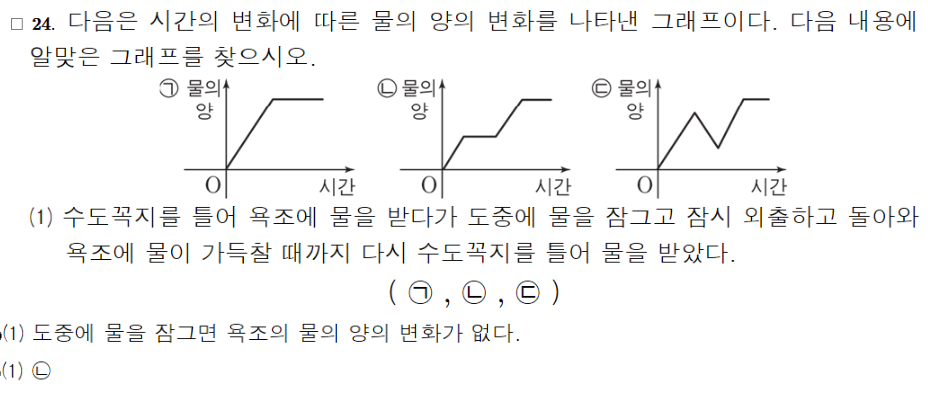 □ 24. 다음은 시간의 변화에 따른 물의 양의 변화를 나타낸 그래프이다. 다음 내용에
알맞은 그래프를 찾으시오.
㉠ 물의 양 O 시간
㉡ 물의 양 O 시간
㉢ 물의 양 O 시간
(1) 수도꼭지를 틀어 욕조에 물을 받다가 도중에 물을 잠그고 잠시 외출하고 돌아와
욕조에 물이 가득찰 때까지 다시 수도꼭지를 틀어 물을 받았다.
( ㉠ , ㉡ , ㉢ )
(1) 도중에 물을 잠그면 욕조의 물의 양의 변화가 없다.
(1) ㉡